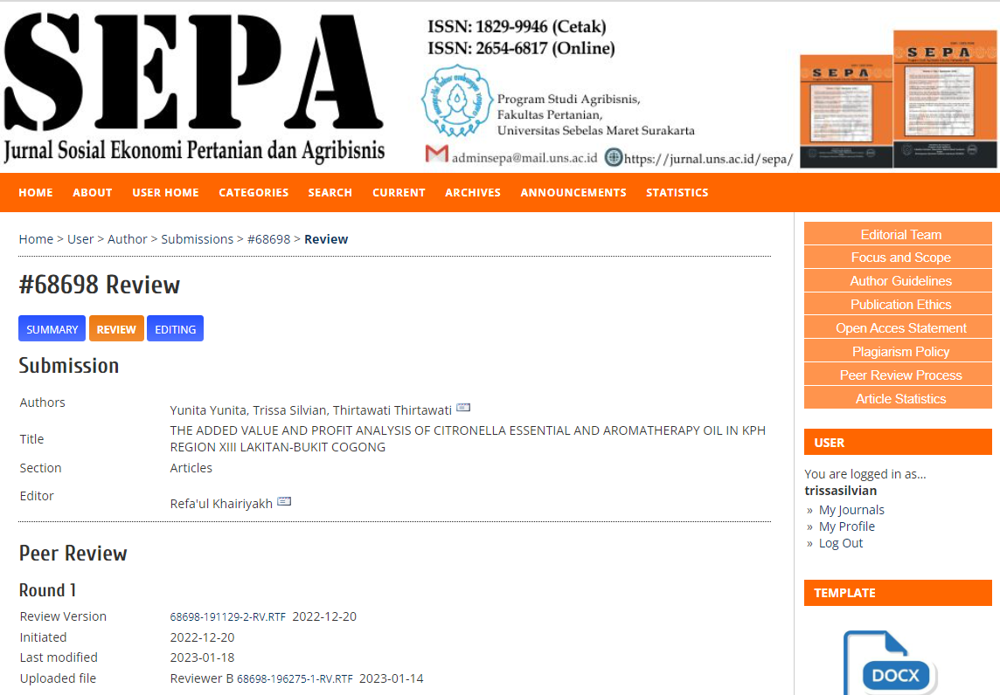 SEPA
Jurnal Sosial Ekonomi Pertanian dan Agribisnis
ISSN: 1829-9946 (Cetak)
ISSN: 2654-6817 (Online)
Program Studi Agribisnis,
Fakultas Pertanian,
Universitas Sebelas Maret Surakarta
adminsepa@mail.uns.ac.id https://jurnal.uns.ac.id/sepa/
SEPA
SEPA
HOME ABOUT USER HOME CATEGORIES SEARCH CURRENT ARCHIVES ANNOUNCEMENTS STATISTICS
Home > User > Author > Submissions > #68698 > Review
#68698 Review
SUMMARY REVIEW EDITING
Submission
Authors Yunita Yunita, Trissa Silvian, Thirtawati Thirtawati
Title THE ADDED VALUE AND PROFIT ANALYSIS OF CITRONELLA ESSENTIAL AND AROMATHERAPY OIL IN KPH
REGION XIII LAKITAN-BUKIT COGONG
Section Articles
Editor Refa'ul Khairiyakh
Peer Review
Round 1
Review Version 68698-191129-2-RV.RTF 2022-12-20
Initiated 2022-12-20
Last modified 2023-01-18
Uploaded file Reviewer B 68698-196275-1-RV.RTF 2023-01-14
Editorial Team
Focus and Scope
Author Guidelines
Publication Ethics
Open Acces Statement
Plagiarism Policy
Peer Review Process
Article Statistics
USER
You are logged in as...
trissasilvian
» My Journals
» My Profile
» Log Out
TEMPLATE
DOCX